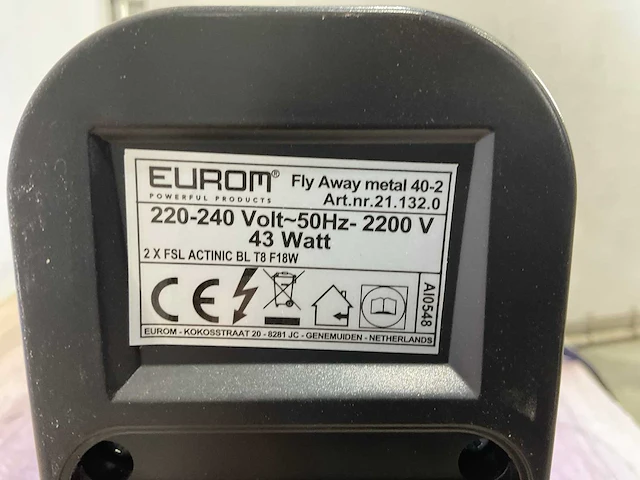 EUROM® Fly Away metal 40-2
POWERFUL PRODUCTS Art.nr.21.132.0
220-240 Volt~50Hz- 2200 V
43 Watt
2 X FSL ACTINIC BL T8 F18W
CE
AI0548
EUROM - KOKOSSTRAAT 20 - 8281 JC - GENEMUIDEN - NETHERLANDS